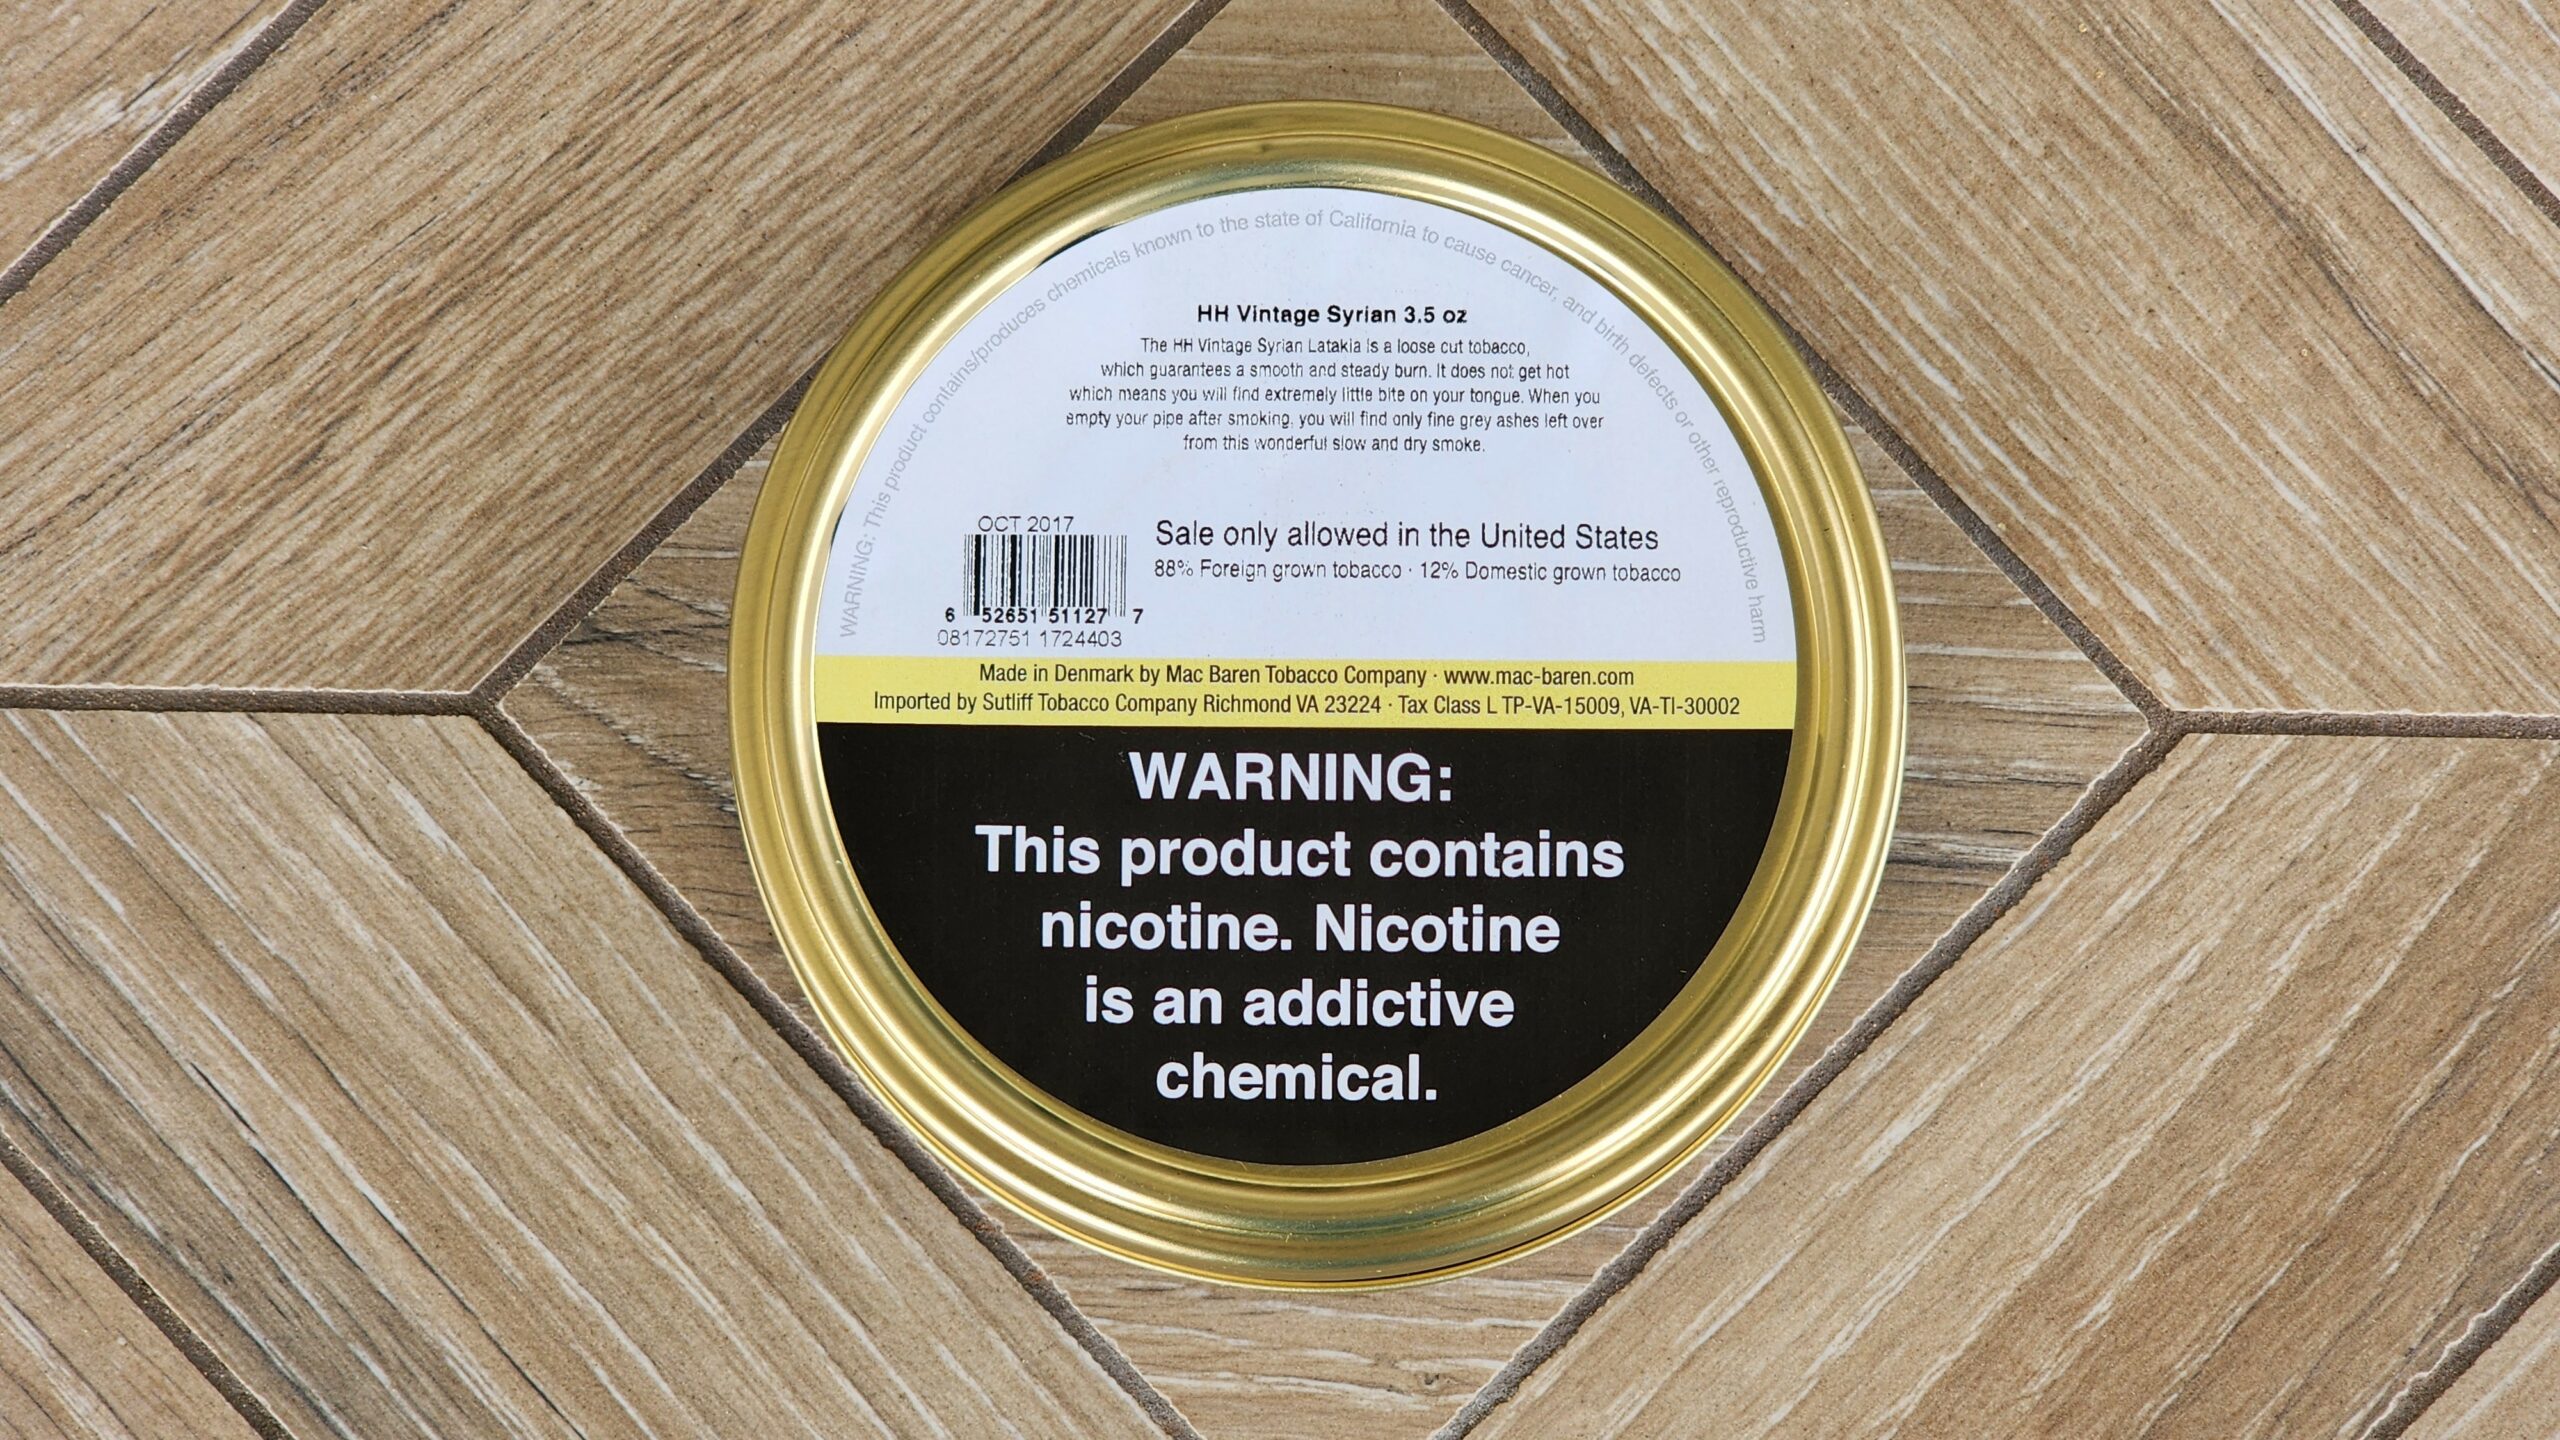 WARNING: This product contains/produces chemicals known to the state of California to cause cancer, and birth defects or other reproductive harm
HH Vintage Syrian 3.5 oz
The HH Vintage Syrian Latakia is a loose cut tobacco,
which guarantees a smooth and steady burn. It does not get hot
which means you will find extremely little bite on your tongue. When you
empty your pipe after smoking, you will find only fine grey ashes left over
from this wonderful slow and dry smoke.
OCT 2017
6 52651 51127 7
08172751 1724403
Sale only allowed in the United States
88% Foreign grown tobacco · 12% Domestic grown tobacco
Made in Denmark by Mac Baren Tobacco Company · www.mac-baren.com
Imported by Sutliff Tobacco Company Richmond VA 23224 · Tax Class L TP-VA-15009, VA-TI-30002
WARNING:
This product contains
nicotine. Nicotine
is an addictive
chemical.